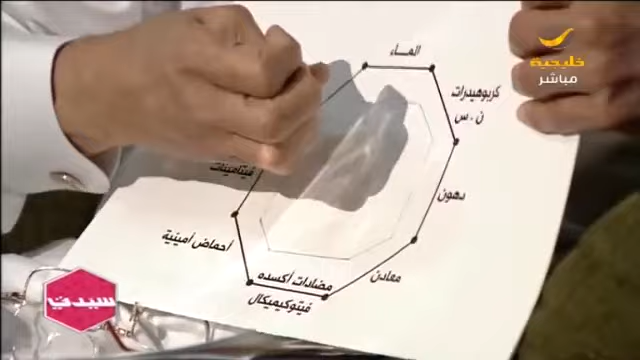 خليجية
مباشر
الماء
كربوهيدرات
ن . س
دهون
معادن
مضادات أكسده
فيتوكيميكال
أحماض أمينية
فيتامينات
سيدتي